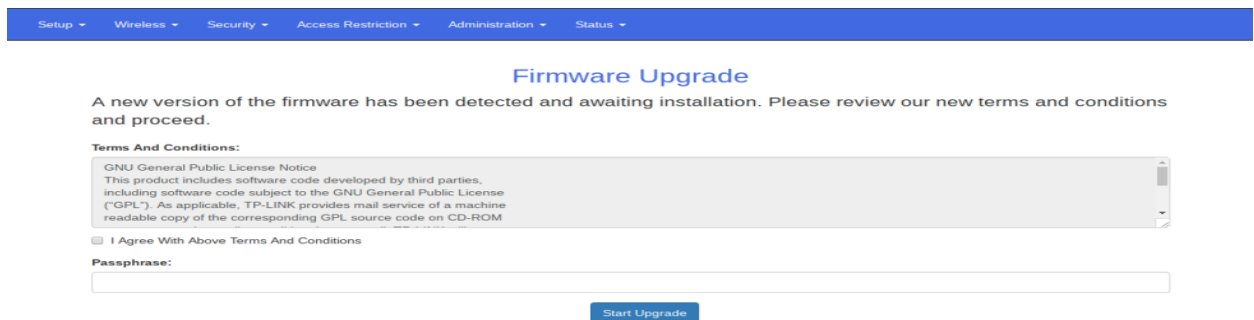 Setup Wireless Security Access Restriction Administration Status
Firmware Upgrade
A new version of the firmware has been detected and awaiting installation. Please review our new terms and conditions
and proceed.
Terms And Conditions:
GNU General Public License Notice
This product includes software code developed by third parties,
including software code subject to the GNU General Public License
("GPL"). As applicable, TP-LINK provides mail service of a machine
readable copy of the corresponding GPL source code on CD-ROM
I Agree With Above Terms And Conditions
Passphrase:
Start Upgrade